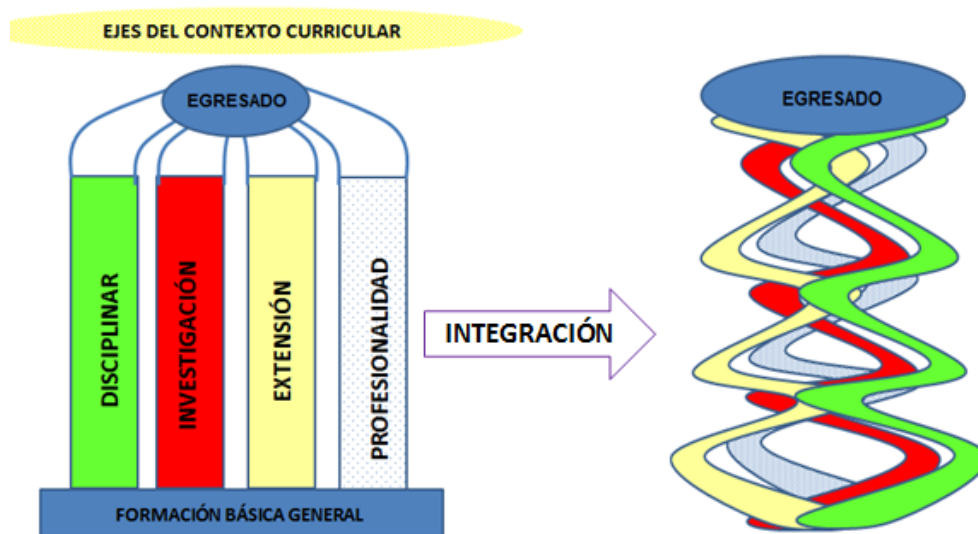 EJES DEL CONTEXTO CURRICULAR
EGRESADO
DISCIPLINAR
INVESTIGACIÓN
EXTENSIÓN
PROFESIONALIDAD
FORMACIÓN BÁSICA GENERAL
INTEGRACIÓN
EGRESADO